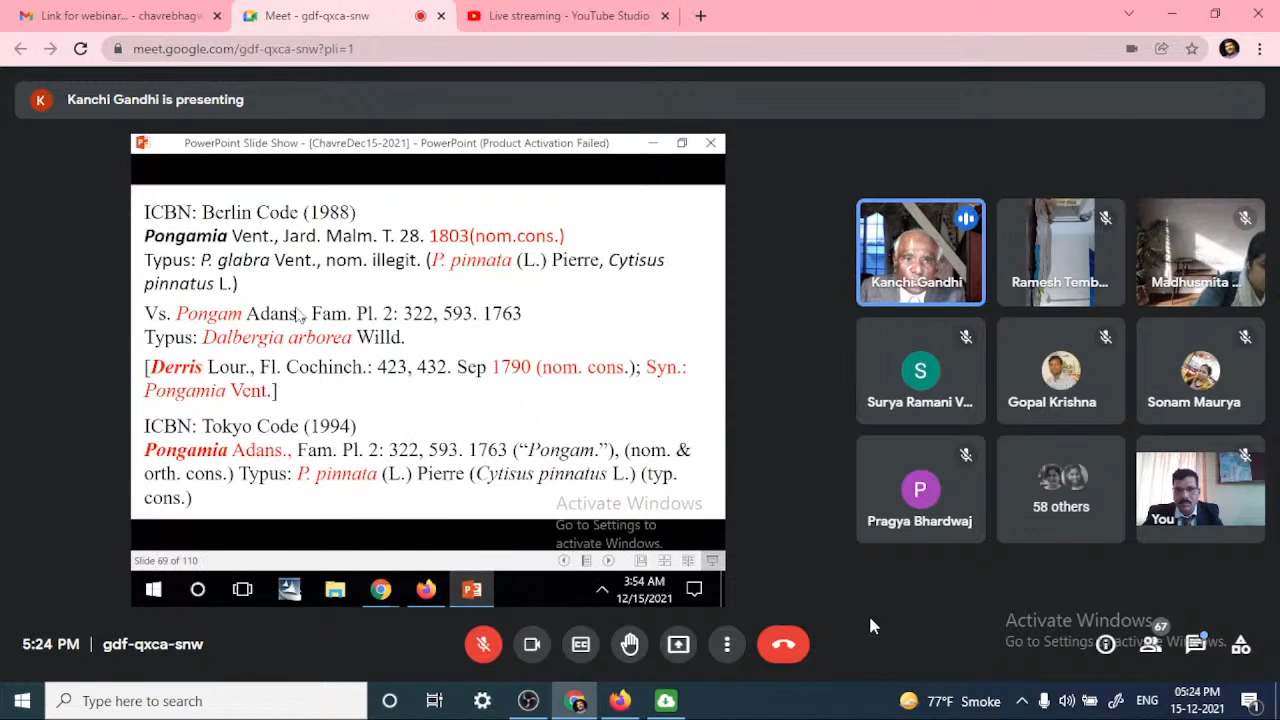 Link for webinar... - chavrebhagw
Meet - gdf-qxca-snw
Live streaming - YouTube Studio
meet.google.com/gdf-qxca-snw?pli=1
K
Kanchi Gandhi is presenting
PowerPoint Slide Show - [ChavreDec15-2021] - PowerPoint (Product Activation Failed)
ICBN: Berlin Code (1988)
Pongamia Vent., Jard. Malm. T. 28. 1803(nom.cons.)
Typus: P. glabra Vent., nom. illegit. (P. pinnata (L.) Pierre, Cytisus
pinnatus L.)
Vs. Pongam Adans. Fam. Pl. 2: 322, 593. 1763
Typus: Dalbergia arborea Willd.
[Derris Lour., Fl. Cochinch.: 423, 432. Sep 1790 (nom. cons.); Syn.:
Pongamia Vent.]
ICBN: Tokyo Code (1994)
Pongamia Adans., Fam. Pl. 2: 322, 593. 1763 (“Pongam.”), (nom. &
orth. cons.) Typus: P. pinnata (L.) Pierre (Cytisus pinnatus L.) (typ.
cons.)
Activate Windows
Go to Settings to
activate Windows.
Slide 69 of 110
3:54 AM
12/15/2021
Kanchi Gandhi
Ramesh Temb...
Madhusmita ...
S
Surya Ramani V...
Gopal Krishna
Sonam Maurya
P
Pragya Bhardwaj
58 others
You
5:24 PM | gdf-qxca-snw
Activate Windows
Go to Settings to activate Windows.
67
Type here to search
77°F Smoke
ENG
05:24 PM
15-12-2021
1